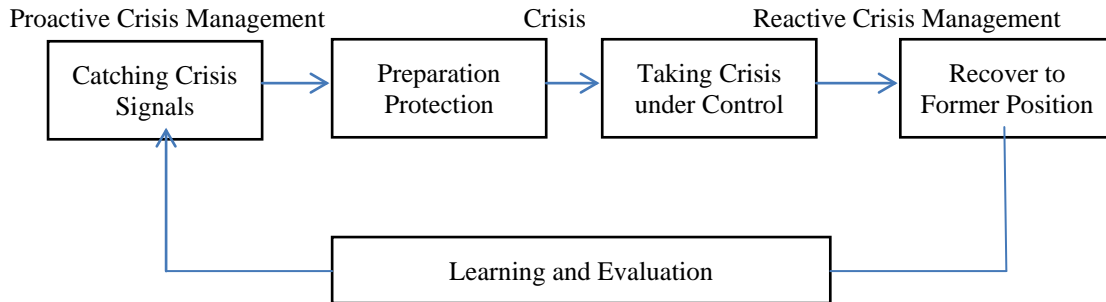 Proactive Crisis Management Crisis Reactive Crisis Management
Catching Crisis
Signals
Preparation
Protection
Taking Crisis
under Control
Recover to
Former Position
Learning and Evaluation